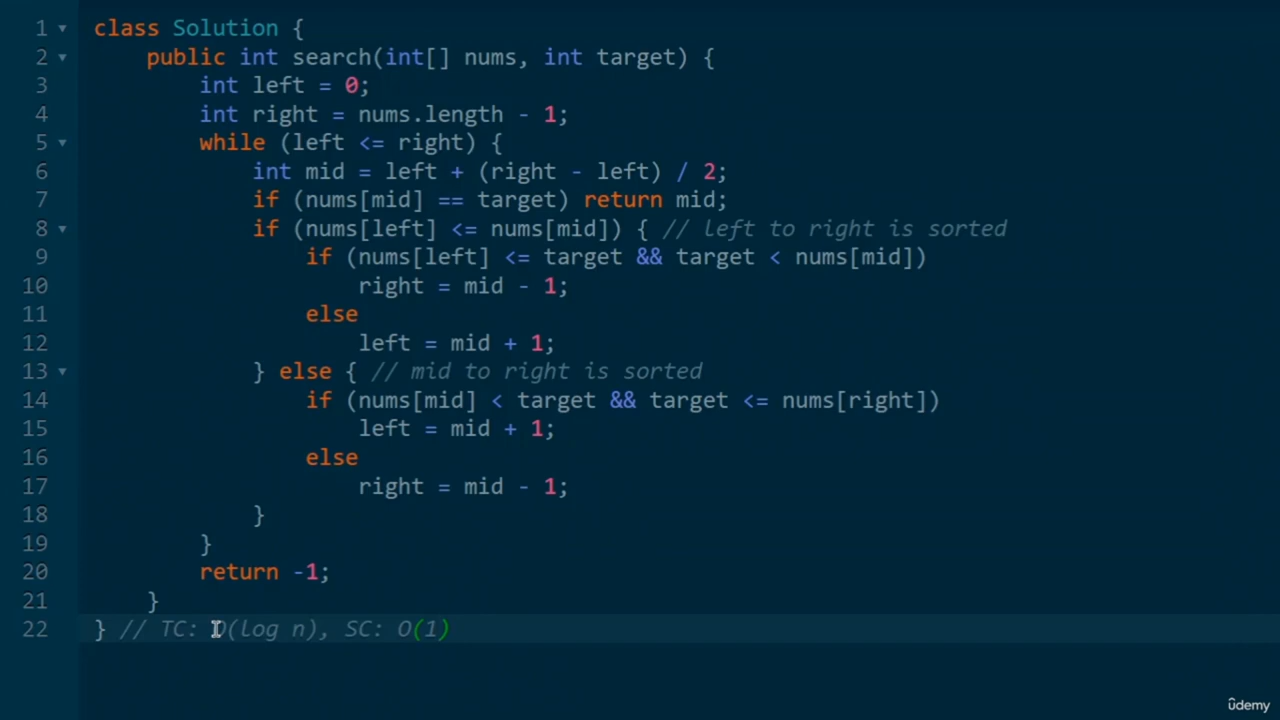 1 class Solution {
2 public int search(int[] nums, int target) {
3 int left = 0;
4 int right = nums.length - 1;
5 while (left <= right) {
6 int mid = left + (right - left) / 2;
7 if (nums[mid] == target) return mid;
8 if (nums[left] <= nums[mid]) { // left to right is sorted
9 if (nums[left] <= target && target < nums[mid])
10 right = mid - 1;
11 else
12 left = mid + 1;
13 } else { // mid to right is sorted
14 if (nums[mid] < target && target <= nums[right])
15 left = mid + 1;
16 else
17 right = mid - 1;
18 }
19 }
20 return -1;
21 }
22 } // TC: O(log n), SC: O(1)
ûdemy